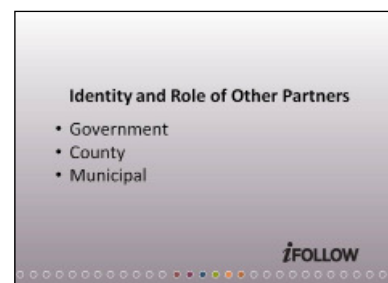 Identity and Role of Other Partners
• Government
• County
• Municipal
iFOLLOW